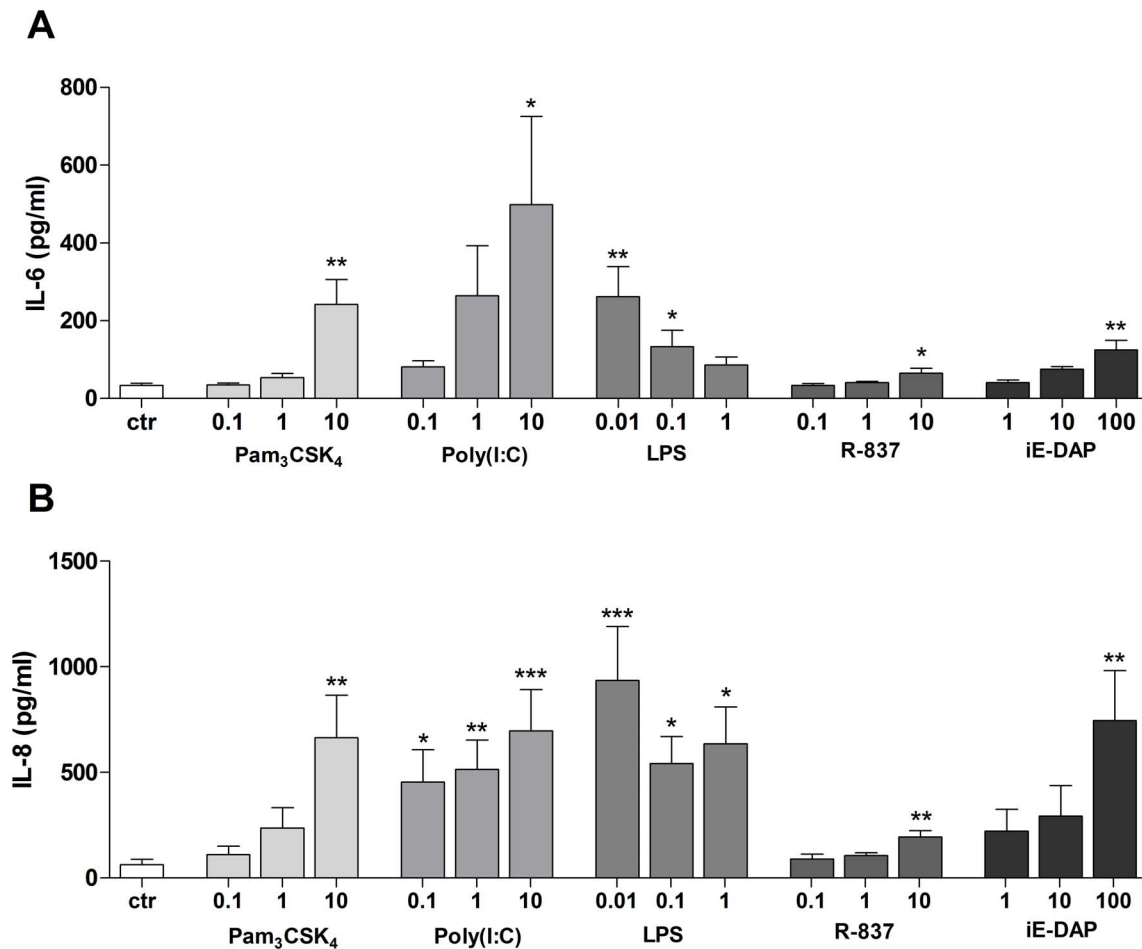 A
800
600
400
200
0
IL-6 (pg/ml)
** * ** * * **
ctr 0.1 1 10 0.1 1 10 0.01 0.1 1 0.1 1 10 1 10 100
Pam₃CSK₄ Poly(I:C) LPS R-837 iE-DAP
B
1500
1000
500
0
IL-8 (pg/ml)
** * ** *** *** * * ** **
ctr 0.1 1 10 0.1 1 10 0.01 0.1 1 0.1 1 10 1 10 100
Pam₃CSK₄ Poly(I:C) LPS R-837 iE-DAP